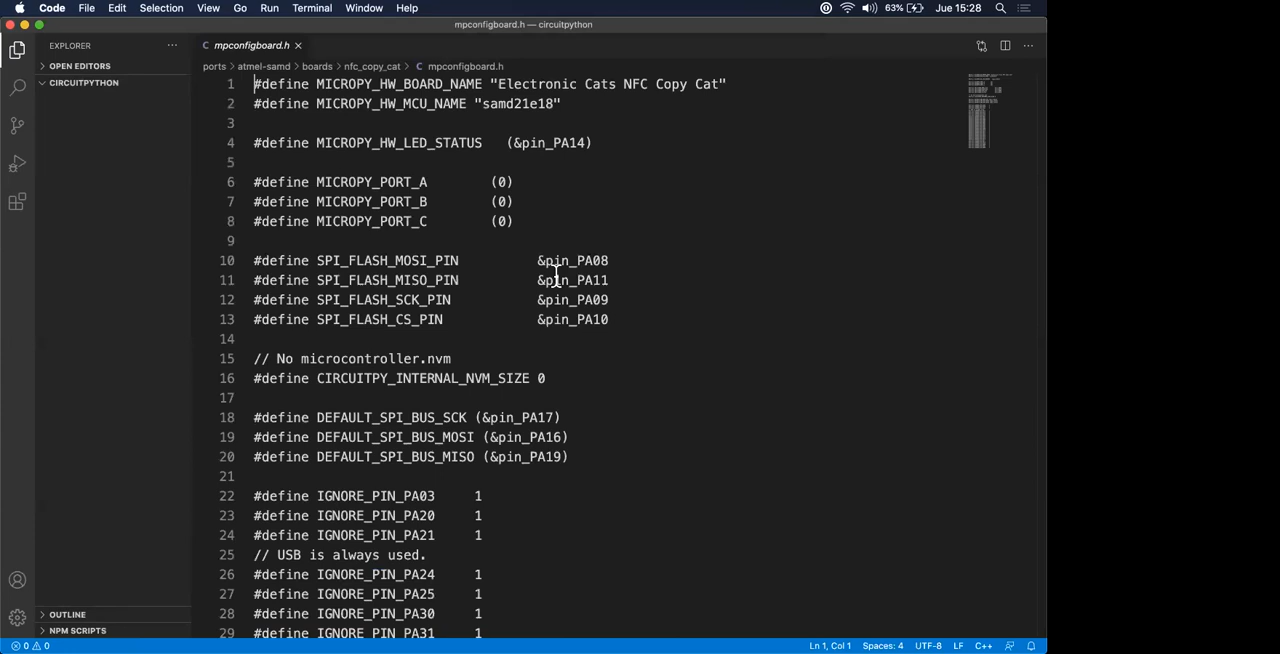 Code File Edit Selection View Go Run Terminal Window Help 63% Jue 15:28
mpconfigboard.h — circuitpython
EXPLORER
OPEN EDITORS
CIRCUITPYTHON
OUTLINE
NPM SCRIPTS
mpconfigboard.h
ports › atmel-samd › boards › nfc_copy_cat › mpconfigboard.h
1 #define MICROPY_HW_BOARD_NAME "Electronic Cats NFC Copy Cat"
2 #define MICROPY_HW_MCU_NAME "samd21e18"
3
4 #define MICROPY_HW_LED_STATUS (&pin_PA14)
5
6 #define MICROPY_PORT_A (0)
7 #define MICROPY_PORT_B (0)
8 #define MICROPY_PORT_C (0)
9
10 #define SPI_FLASH_MOSI_PIN &pin_PA08
11 #define SPI_FLASH_MISO_PIN &pin_PA11
12 #define SPI_FLASH_SCK_PIN &pin_PA09
13 #define SPI_FLASH_CS_PIN &pin_PA10
14
15 // No microcontroller.nvm
16 #define CIRCUITPY_INTERNAL_NVM_SIZE 0
17
18 #define DEFAULT_SPI_BUS_SCK (&pin_PA17)
19 #define DEFAULT_SPI_BUS_MOSI (&pin_PA16)
20 #define DEFAULT_SPI_BUS_MISO (&pin_PA19)
21
22 #define IGNORE_PIN_PA03 1
23 #define IGNORE_PIN_PA20 1
24 #define IGNORE_PIN_PA21 1
25 // USB is always used.
26 #define IGNORE_PIN_PA24 1
27 #define IGNORE_PIN_PA25 1
28 #define IGNORE_PIN_PA30 1
29 #define IGNORE_PIN_PA31 1
0 0 Ln 1, Col 1 Spaces: 4 UTF-8 LF C++